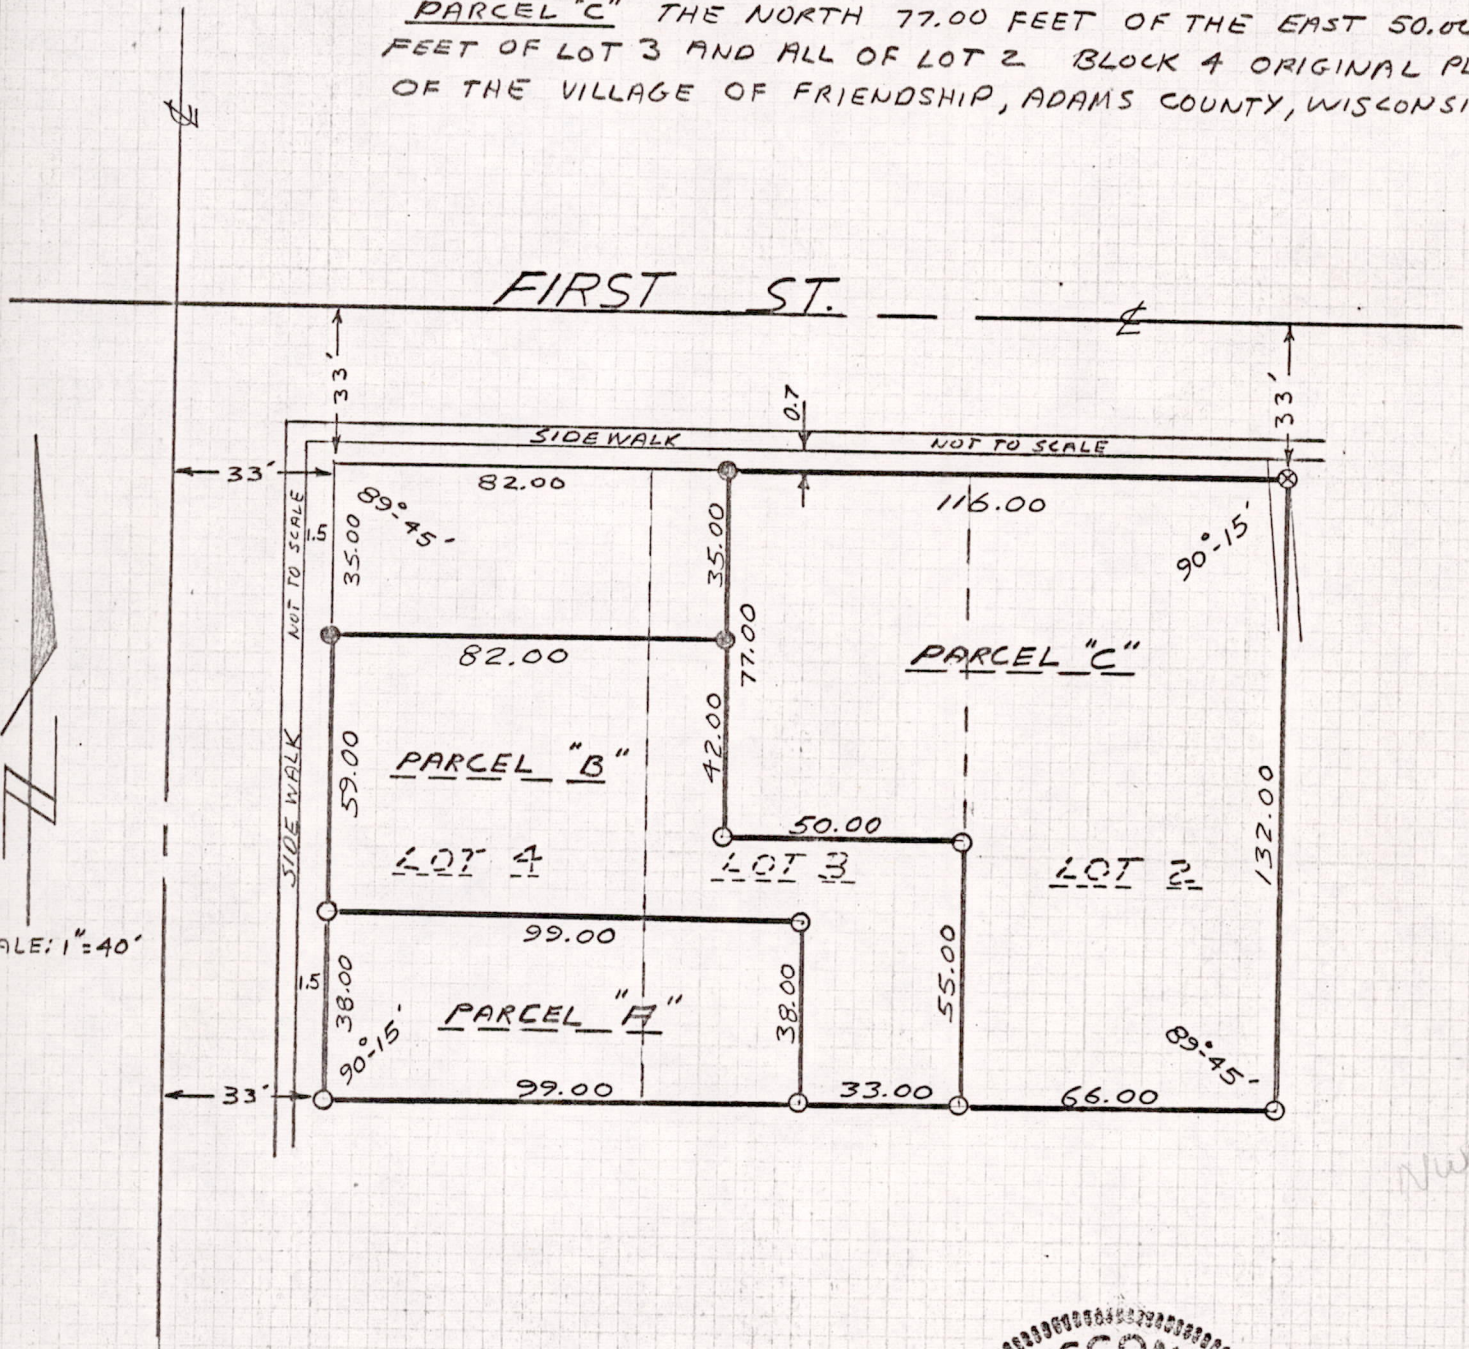 PARCEL "C" THE NORTH 77.00 FEET OF THE EAST 50.00
FEET OF LOT 3 AND ALL OF LOT 2 BLOCK 4 ORIGINAL PL
OF THE VILLAGE OF FRIENDSHIP, ADAMS COUNTY, WISCONSI
℄
FIRST ST.
℄
33'
33'
0.7
SIDEWALK
NOT TO SCALE
33'
82.00
116.00
89°-45'
90°-15'
NOT TO SCALE
1.5
35.00
35.00
77.00
82.00
PARCEL "C"
42.00
SIDE WALK
59.00
PARCEL "B"
132.00
50.00
LOT 4
LOT 3
LOT 2
99.00
ALE: 1"=40'
1.5
38.00
38.00
55.00
PARCEL "A"
90°-15'
89°-45'
33'
99.00
33.00
66.00
NW
SCON